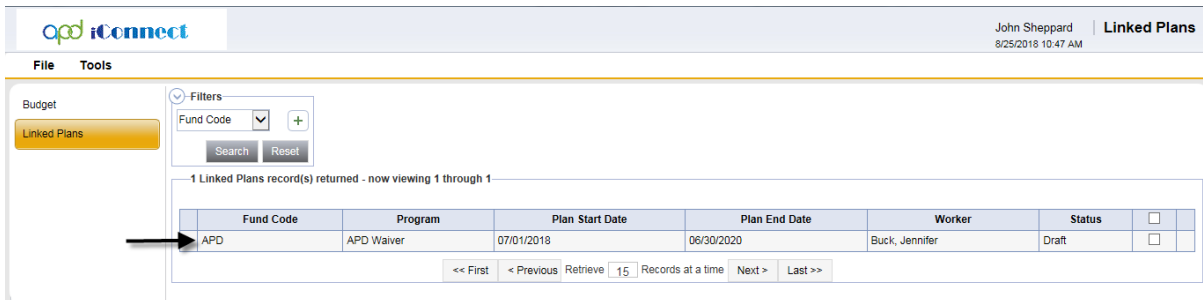 apd iConnect
John Sheppard
8/25/2018 10:47 AM
Linked Plans
File Tools
Budget
Linked Plans
Filters
Fund Code
+
Search Reset
1 Linked Plans record(s) returned - now viewing 1 through 1
Fund Code Program Plan Start Date Plan End Date Worker Status
APD APD Waiver 07/01/2018 06/30/2020 Buck, Jennifer Draft
<< First < Previous Retrieve 15 Records at a time Next > Last >>